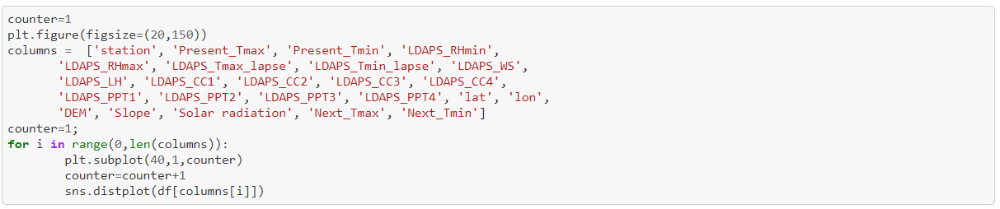 counter=1
plt.figure(figsize=(20,150))
columns =  ['station', 'Present_Tmax', 'Present_Tmin', 'LDAPS_RHmin',
       'LDAPS_RHmax', 'LDAPS_Tmax_lapse', 'LDAPS_Tmin_lapse', 'LDAPS_WS',
       'LDAPS_LH', 'LDAPS_CC1', 'LDAPS_CC2', 'LDAPS_CC3', 'LDAPS_CC4',
       'LDAPS_PPT1', 'LDAPS_PPT2', 'LDAPS_PPT3', 'LDAPS_PPT4', 'lat', 'lon',
       'DEM', 'Slope', 'Solar radiation', 'Next_Tmax', 'Next_Tmin']
counter=1;
for i in range(0,len(columns)):
        plt.subplot(40,1,counter)
        counter=counter+1
        sns.distplot(df[columns[i]])